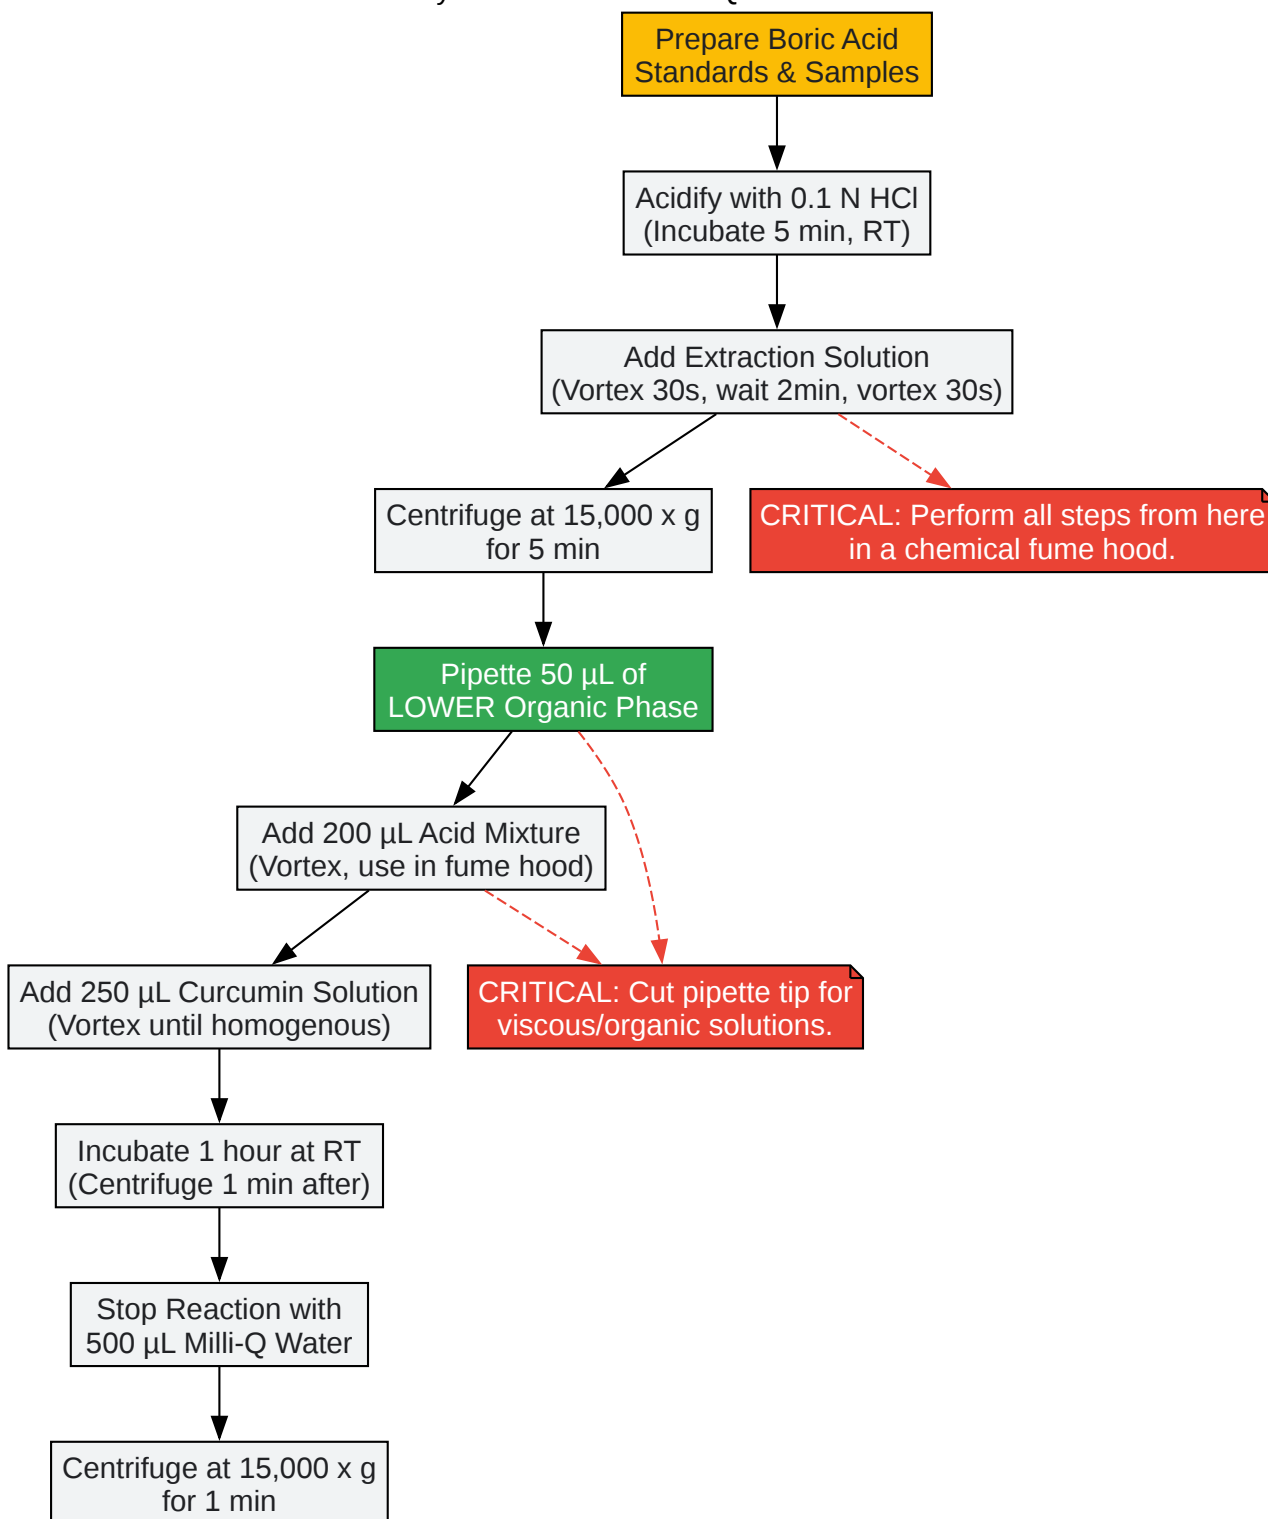 Prepare Boric Acid
Standards & Samples
Acidify with 0.1 N HCl
(Incubate 5 min, RT)
Add Extraction Solution
(Vortex 30s, wait 2min, vortex 30s)
Centrifuge at 15,000 x g
for 5 min
CRITICAL: Perform all steps from here
in a chemical fume hood.
Pipette 50 µL of
LOWER Organic Phase
Add 200 µL Acid Mixture
(Vortex, use in fume hood)
Add 250 µL Curcumin Solution
(Vortex until homogenous)
CRITICAL: Cut pipette tip for
viscous/organic solutions.
Incubate 1 hour at RT
(Centrifuge 1 min after)
Stop Reaction with
500 µL Milli-Q Water
Centrifuge at 15,000 x g
for 1 min